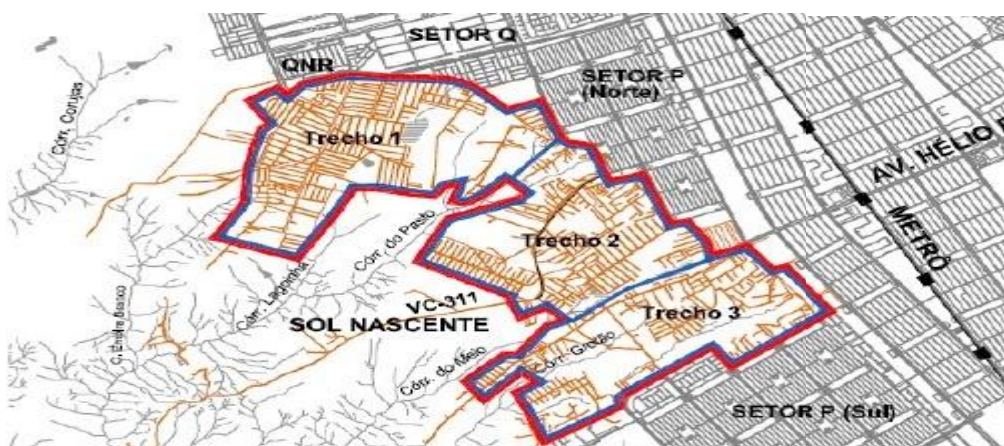 SETOR Q
QNR
SETOR P
(Norte)
Córr. Corujas
Trecho 1
AV. HÉLIO
METRÔ
Córr. do Pasto
Trecho 2
Córr. Lagoinha
VC-311
SOL NASCENTE
Trecho 3
Córr. do Meio
Córr. Grotão
SETOR P (Sul)